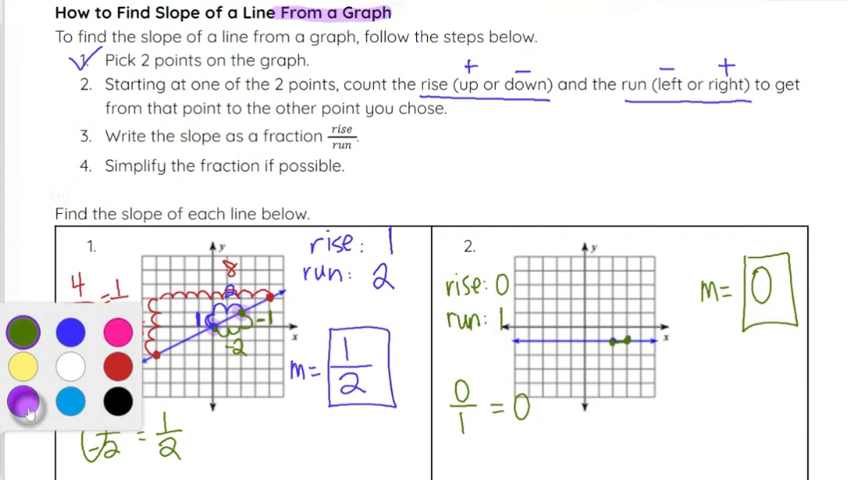 How to Find Slope of a Line From a Graph
To find the slope of a line from a graph, follow the steps below.
1. Pick 2 points on the graph.
+ − − +
2. Starting at one of the 2 points, count the rise (up or down) and the run (left or right) to get
from that point to the other point you chose.
3. Write the slope as a fraction rise/run.
4. Simplify the fraction if possible.
Find the slope of each line below.
1.
y
x
rise: 1
run: 2
8
2
1
-1
-2
4
= 1
m = 1/2
-2 = 1/2
2.
y
x
rise: 0
run: 1
m = 0
0/1 = 0